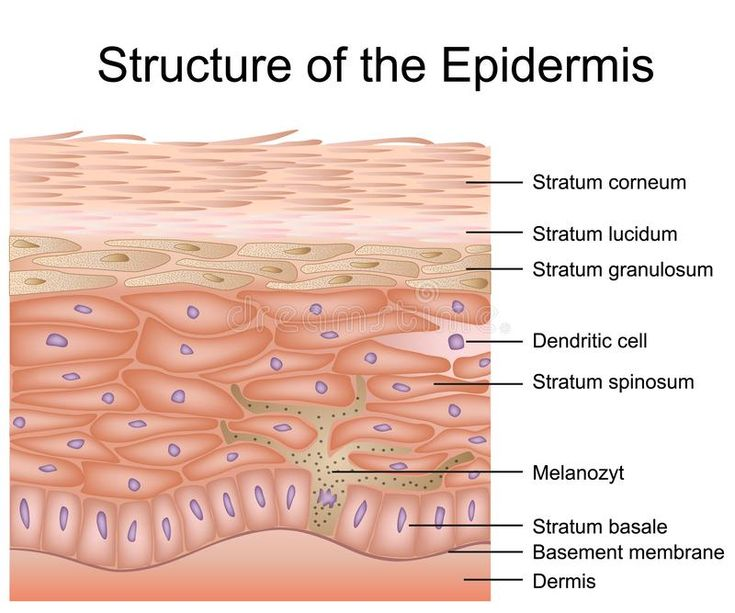 Structure of the Epidermis
Stratum corneum
Stratum lucidum
Stratum granulosum
dreamstime.
Dendritic cell
Stratum spinosum
Melanozyt
Stratum basale
Basement membrane
Dermis